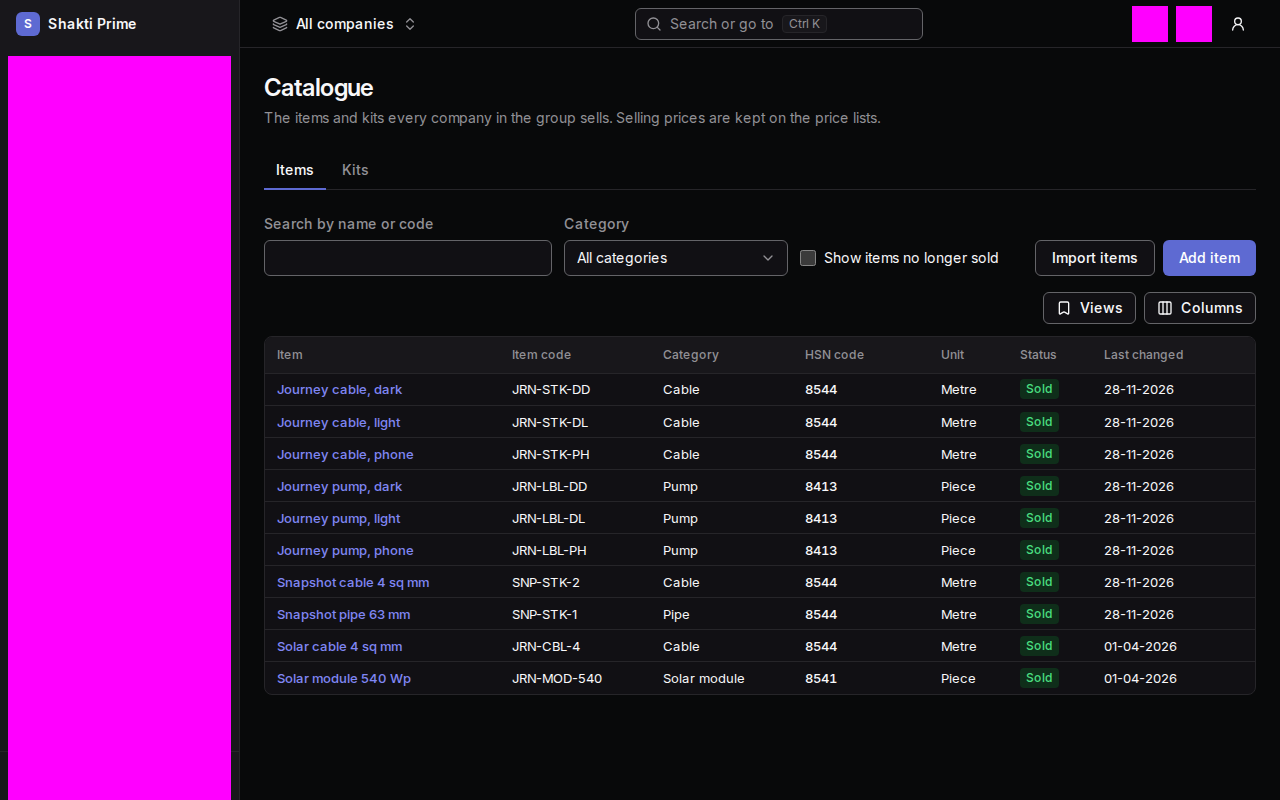 S Shakti Prime
All companies
Search or go to Ctrl K
Catalogue
The items and kits every company in the group sells. Selling prices are kept on the price lists.
Items Kits
Search by name or code Category
All categories Show items no longer sold Import items Add item
Views Columns
Item Item code Category HSN code Unit Status Last changed
Journey cable, dark JRN-STK-DD Cable 8544 Metre Sold 28-11-2026
Journey cable, light JRN-STK-DL Cable 8544 Metre Sold 28-11-2026
Journey cable, phone JRN-STK-PH Cable 8544 Metre Sold 28-11-2026
Journey pump, dark JRN-LBL-DD Pump 8413 Piece Sold 28-11-2026
Journey pump, light JRN-LBL-DL Pump 8413 Piece Sold 28-11-2026
Journey pump, phone JRN-LBL-PH Pump 8413 Piece Sold 28-11-2026
Snapshot cable 4 sq mm SNP-STK-2 Cable 8544 Metre Sold 28-11-2026
Snapshot pipe 63 mm SNP-STK-1 Pipe 8544 Metre Sold 28-11-2026
Solar cable 4 sq mm JRN-CBL-4 Cable 8544 Metre Sold 01-04-2026
Solar module 540 Wp JRN-MOD-540 Solar module 8541 Piece Sold 01-04-2026